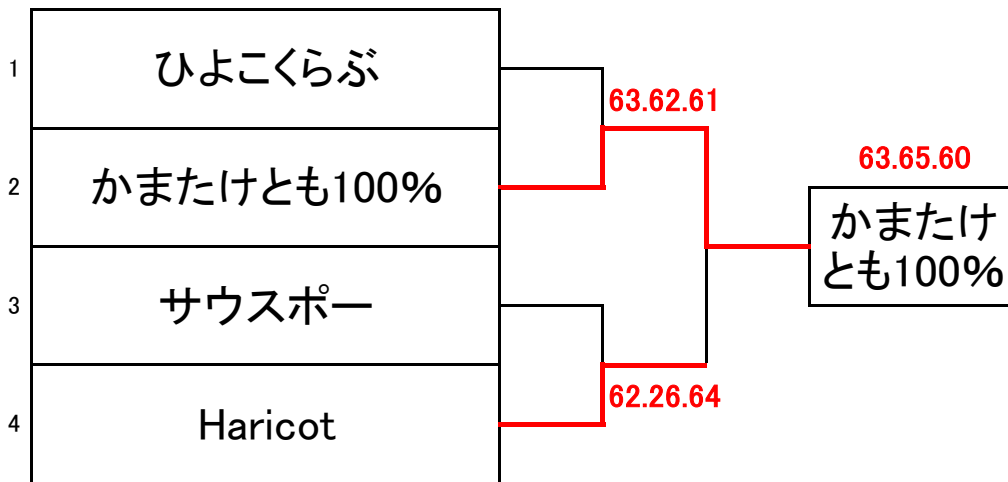 1
ひよこくらぶ
63.62.61
2
かまたけとも100%
63.65.60
かまたけ
とも100%
3
サウスポー
4
Haricot
62.26.64